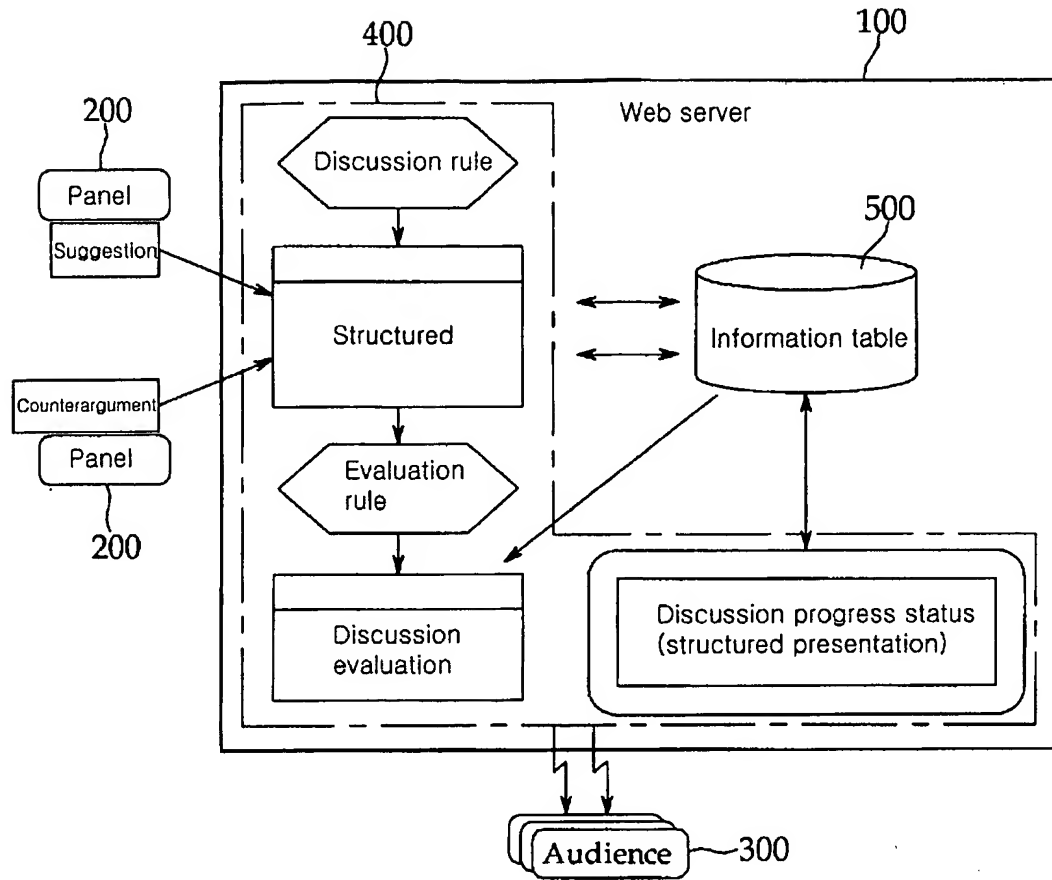 400
100
Web server
200
Panel
Suggestion
Discussion rule
500
Structured
Information table
Counterargument
Panel
200
Evaluation
rule
Discussion
evaluation
Discussion progress status
(structured presentation)
Audience
300